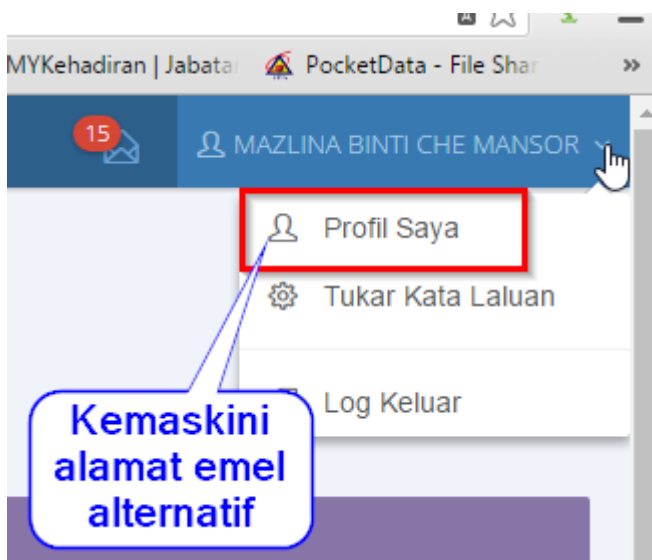 MYKehadiran | Jabata
PocketData - File Shar
»
15
MAZLINA BINTI CHE MANSOR
Profil Saya
Tukar Kata Laluan
Log Keluar
Kemaskini
alamat emel
alternatif